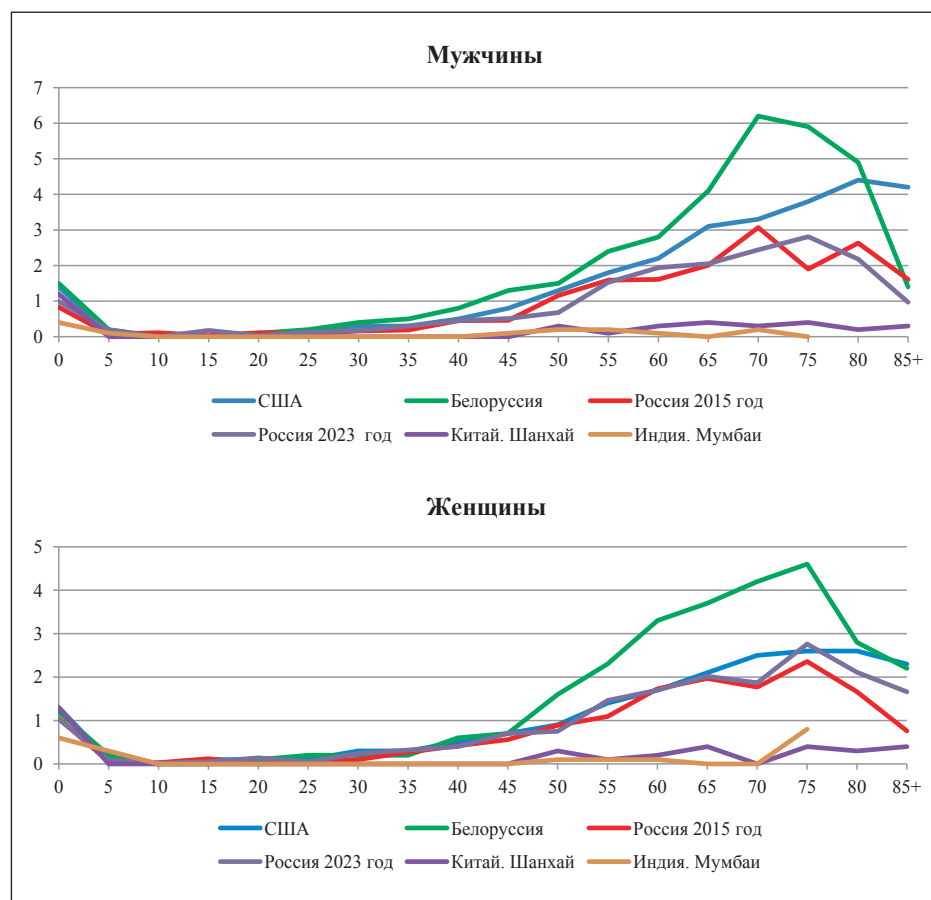 Мужчины
7
6
5
4
3
2
1
0
0 5 10 15 20 25 30 35 40 45 50 55 60 65 70 75 80 85+
США Белоруссия Россия 2015 год
Россия 2023 год Китай. Шанхай Индия. Мумбаи
Женщины
5
4
3
2
1
0
0 5 10 15 20 25 30 35 40 45 50 55 60 65 70 75 80 85+
США Белоруссия Россия 2015 год
Россия 2023 год Китай. Шанхай Индия. Мумбаи